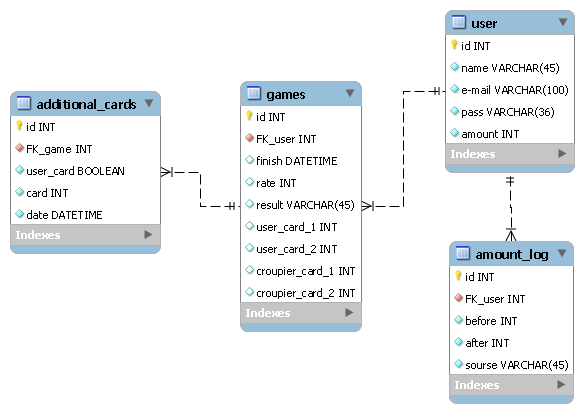 user
id INT
name VARCHAR(45)
e-mail VARCHAR(100)
pass VARCHAR(36)
amount INT
Indexes
games
id INT
FK_user INT
finish DATETIME
rate INT
result VARCHAR(45)
user_card_1 INT
user_card_2 INT
croupier_card_1 INT
croupier_card_2 INT
Indexes
additional_cards
id INT
FK_game INT
user_card BOOLEAN
card INT
date DATETIME
Indexes
amount_log
id INT
FK_user INT
before INT
after INT
sourse VARCHAR(45)
Indexes